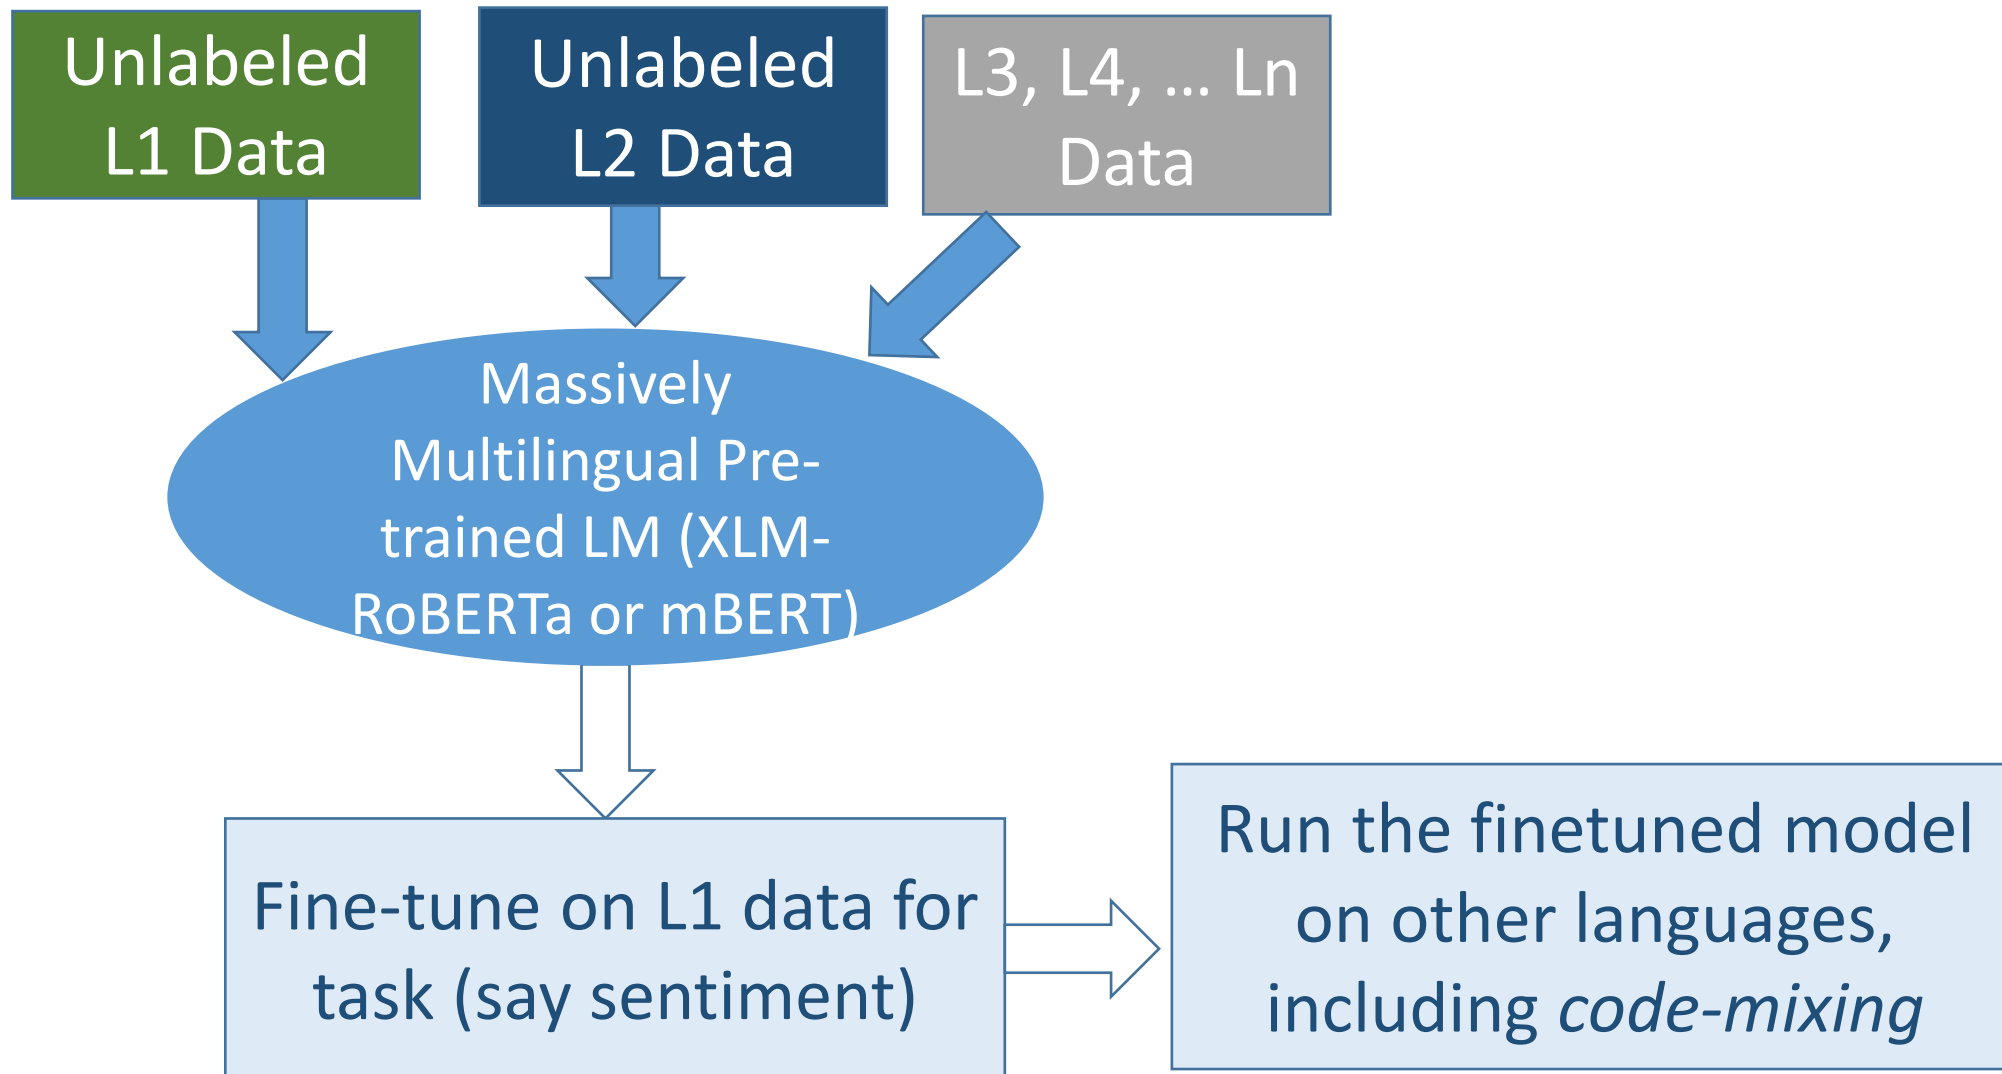 Unlabeled
L1 Data
Unlabeled
L2 Data
L3, L4, ... Ln
Data
Massively
Multilingual Pre-
trained LM (XLM-
RoBERTa or mBERT)
Fine-tune on L1 data for
task (say sentiment)
Run the finetuned model
on other languages,
including code-mixing